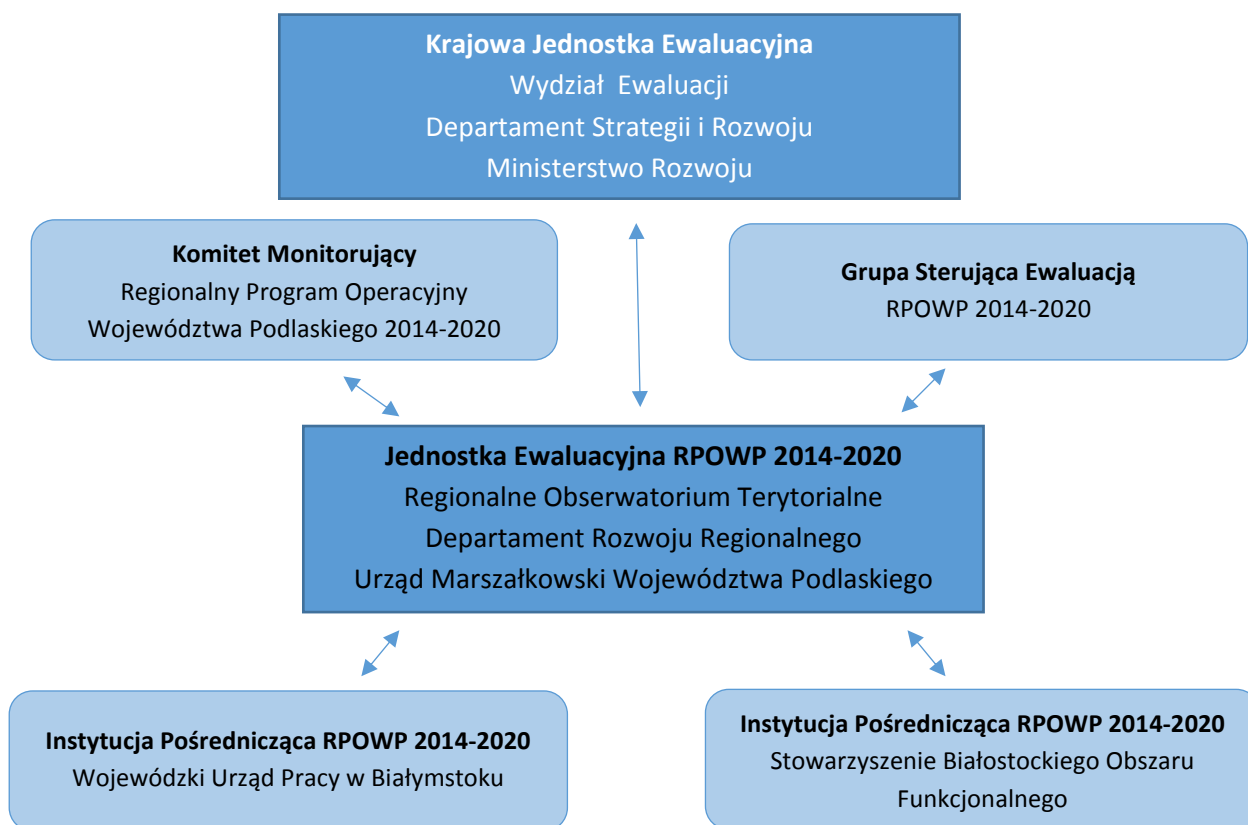 Krajowa Jednostka Ewaluacyjna
Wydział Ewaluacji
Departament Strategii i Rozwoju
Ministerstwo Rozwoju
Komitet Monitorujący
Regionalny Program Operacyjny
Województwa Podlaskiego 2014-2020
Grupa Sterująca Ewaluacją
RPOWP 2014-2020
Jednostka Ewaluacyjna RPOWP 2014-2020
Regionalne Obserwatorium Terytorialne
Departament Rozwoju Regionalnego
Urząd Marszałkowski Województwa Podlaskiego
Instytucja Pośrednicząca RPOWP 2014-2020
Wojewódzki Urząd Pracy w Białymstoku
Instytucja Pośrednicząca RPOWP 2014-2020
Stowarzyszenie Białostockiego Obszaru
Funkcjonalnego